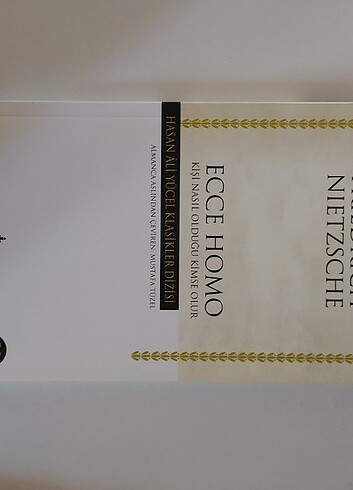 NIETZSCHE
ECCE HOMO
KİŞİ NASIL OLDUĞU KİMSE OLUR
HASAN ÂLİ YÜCEL KLASİKLER DİZİSİ
ALMANCA ASLINDAN ÇEVİREN: MUSTAFA TÜZEL